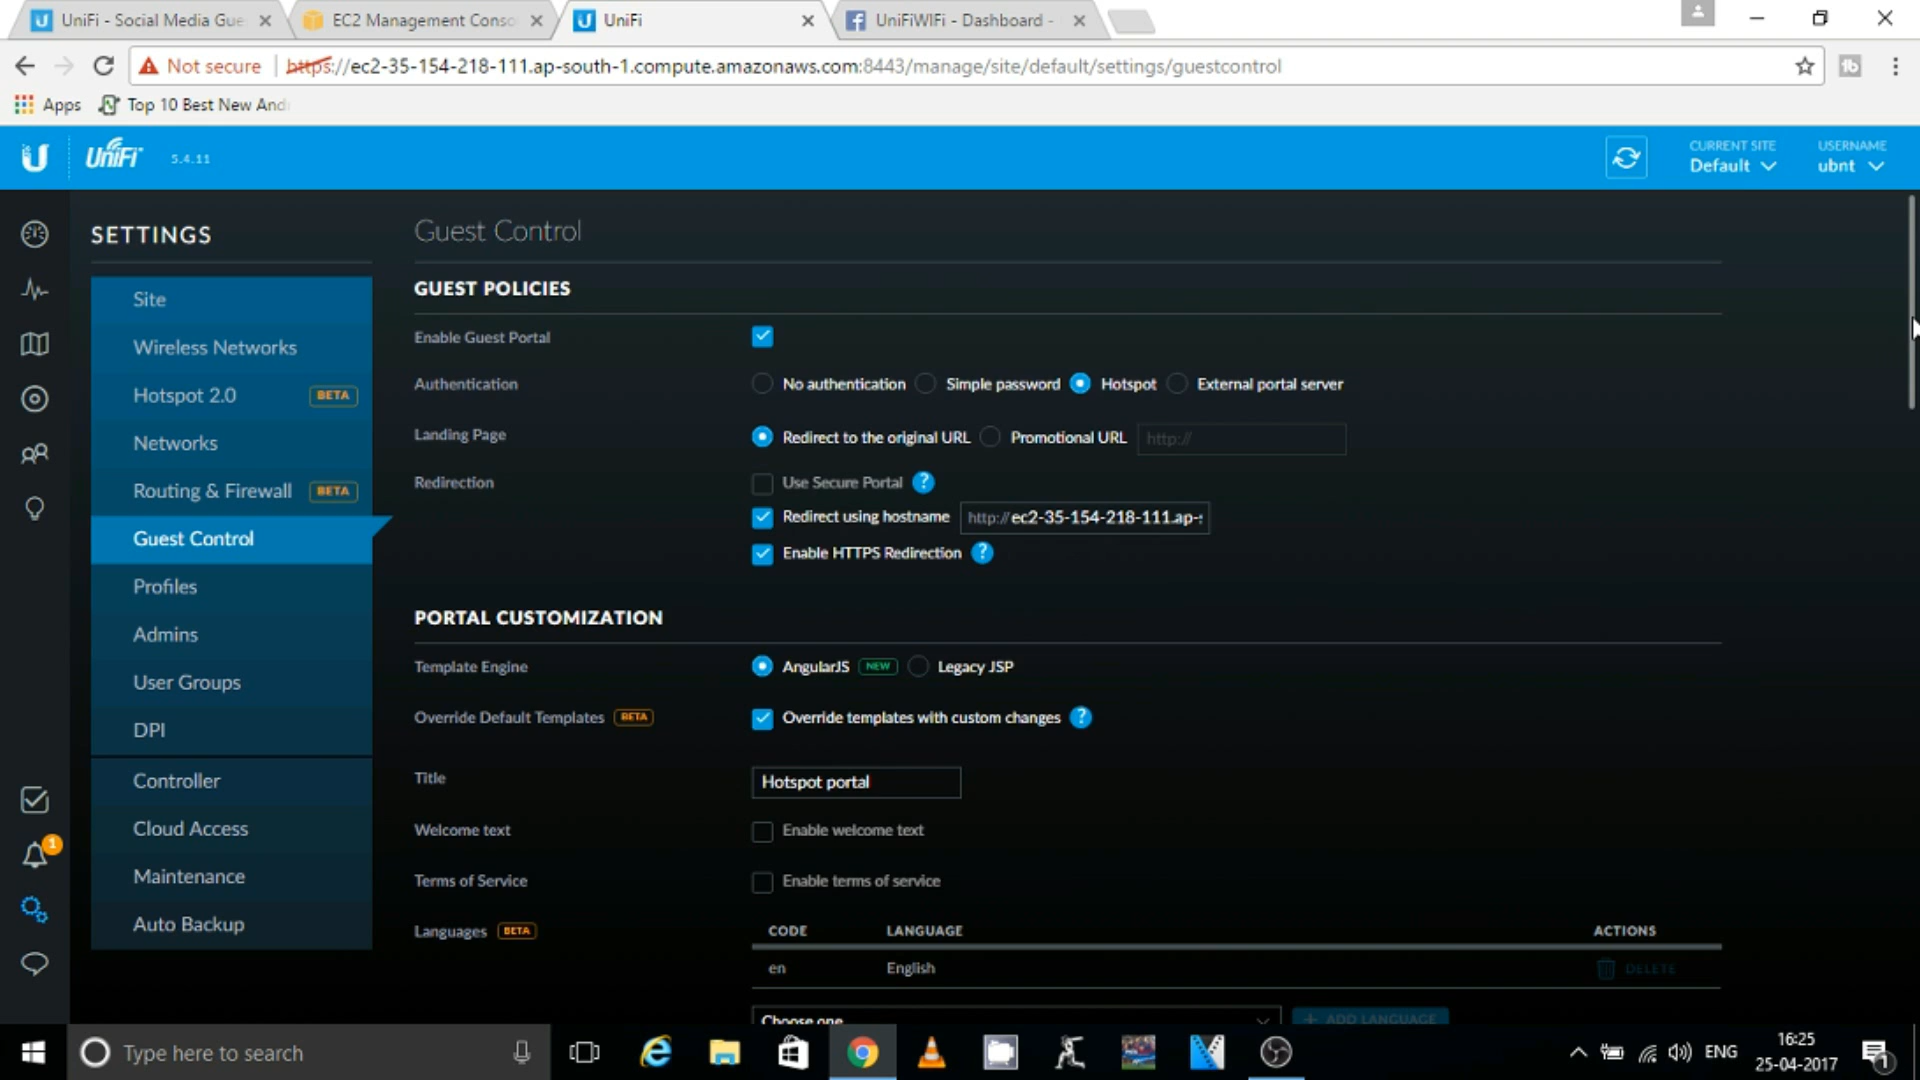 UniFi - Social Media Gue
EC2 Management Conso
UniFi
UniFiWIFi - Dashboard -
Not secure
https://ec2-35-154-218-111.ap-south-1.compute.amazonaws.com:8443/manage/site/default/settings/guestcontrol
Apps
Top 10 Best New And
UniFi
5.4.11
CURRENT SITE
Default
USERNAME
ubnt
SETTINGS
Site
Wireless Networks
Hotspot 2.0 BETA
Networks
Routing & Firewall BETA
Guest Control
Profiles
Admins
User Groups
DPI
Controller
Cloud Access
Maintenance
Auto Backup
1
Guest Control
GUEST POLICIES
Enable Guest Portal
Authentication
No authentication Simple password Hotspot External portal server
Landing Page
Redirect to the original URL Promotional URL http://
Redirection
Use Secure Portal ?
Redirect using hostname http://ec2-35-154-218-111.ap-s
Enable HTTPS Redirection ?
PORTAL CUSTOMIZATION
Template Engine
AngularJS NEW Legacy JSP
Override Default Templates BETA
Override templates with custom changes ?
Title
Hotspot portal
Welcome text
Enable welcome text
Terms of Service
Enable terms of service
Languages BETA
CODE LANGUAGE ACTIONS
en English DELETE
Choose one
+ ADD LANGUAGE
Type here to search
ENG
16:25
25-04-2017
1